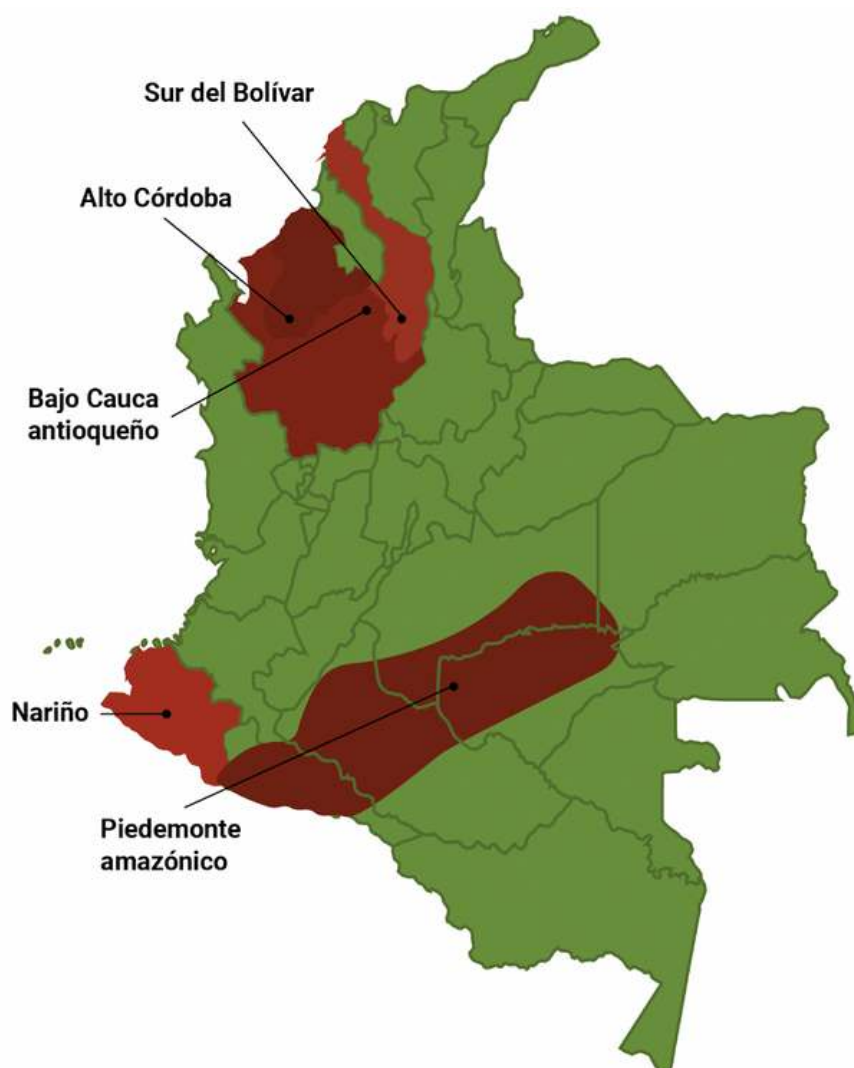 Sur del Bolívar
Alto Córdoba
Bajo Cauca
antioqueño
Nariño
Piedemonte
amazónico